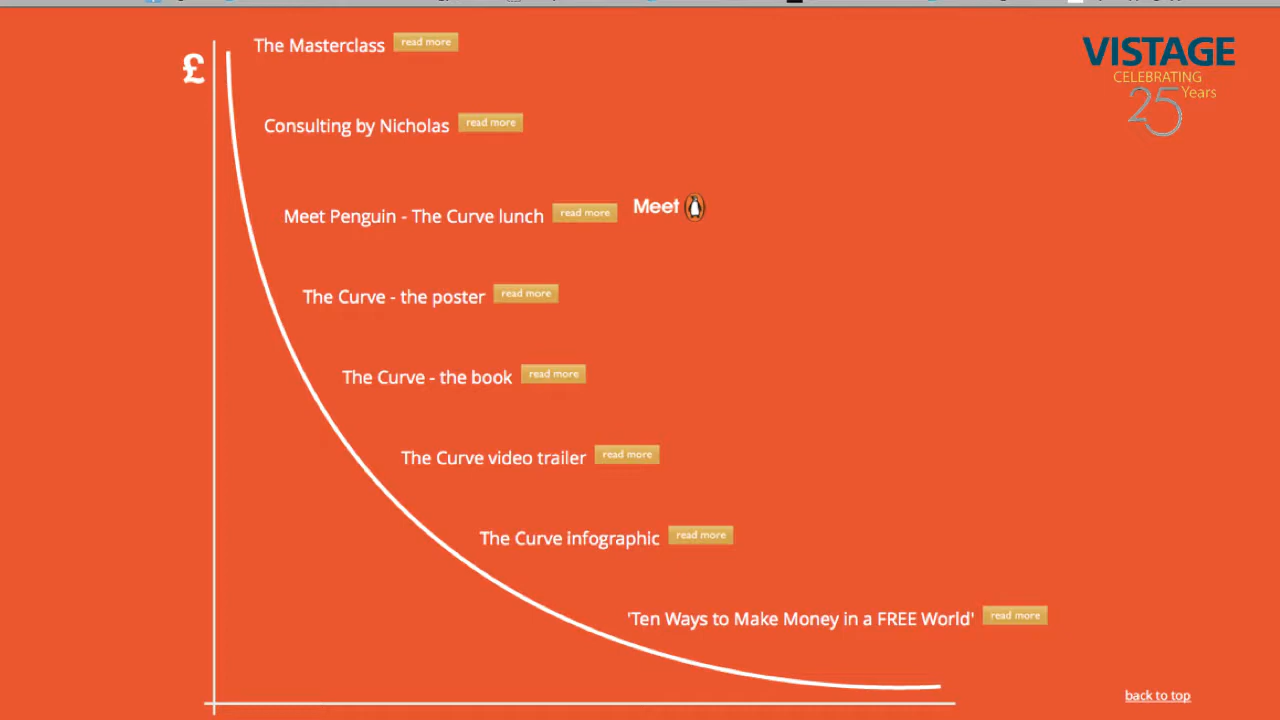 £
The Masterclass read more
VISTAGE
CELEBRATING
25 Years
Consulting by Nicholas read more
Meet Penguin - The Curve lunch read more Meet
The Curve - the poster read more
The Curve - the book read more
The Curve video trailer read more
The Curve infographic read more
'Ten Ways to Make Money in a FREE World' read more
back to top